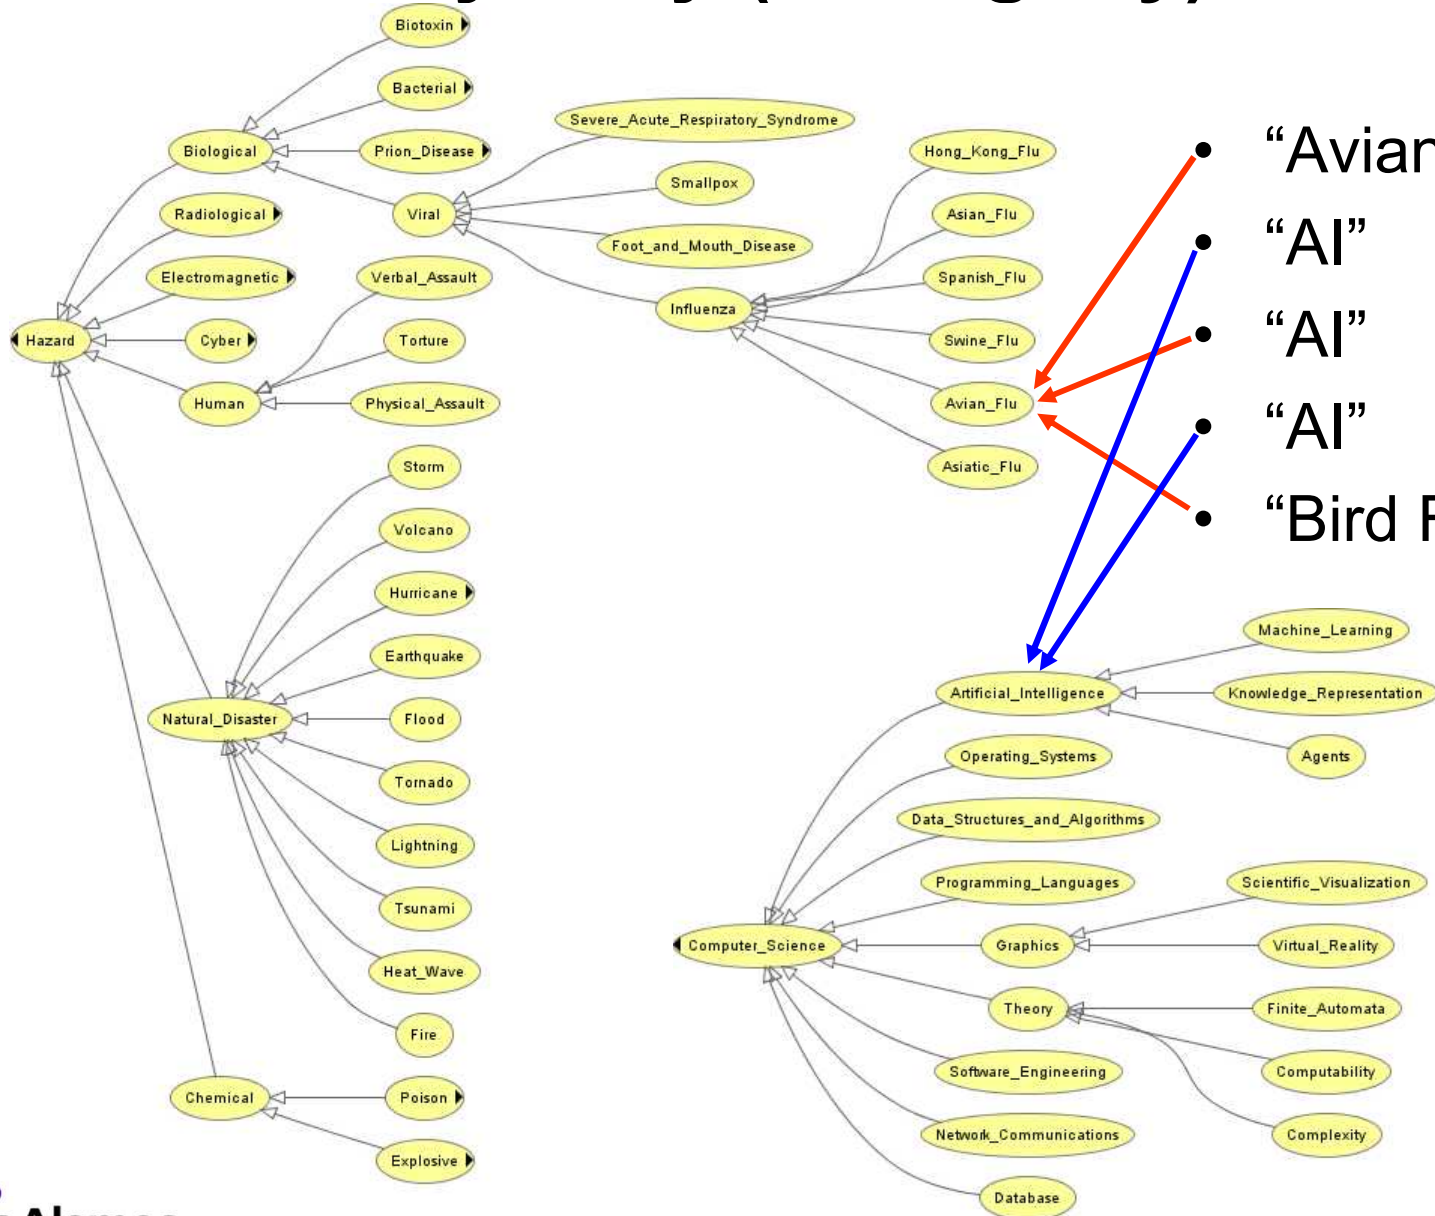 Biotoxin
Bacterial
Biological
Prion_Disease
Viral
Severe_Acute_Respiratory_Syndrome
Smallpox
Foot_and_Mouth_Disease
Influenza
Hong_Kong_Flu
Asian_Flu
Spanish_Flu
Swine_Flu
Avian_Flu
Asiatic_Flu
Radiological
Electromagnetic
Hazard
Cyber
Human
Verbal_Assault
Torture
Physical_Assault
Storm
Volcano
Hurricane
Earthquake
Natural_Disaster
Flood
Tornado
Lightning
Tsunami
Heat_Wave
Fire
Chemical
Poison
Explosive
• “Avian
• “AI”
• “AI”
• “AI”
• “Bird F
Machine_Learning
Artificial_Intelligence
Knowledge_Representation
Agents
Operating_Systems
Data_Structures_and_Algorithms
Programming_Languages
Scientific_Visualization
Computer_Science
Graphics
Virtual_Reality
Theory
Finite_Automata
Computability
Complexity
Software_Engineering
Network_Communications
Database